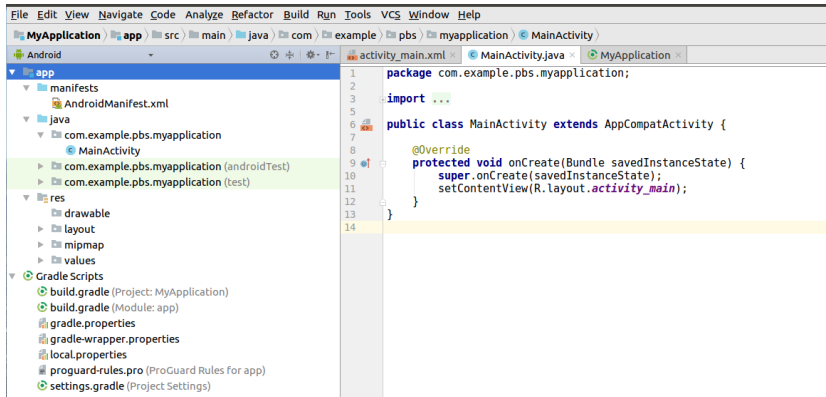 File Edit View Navigate Code Analyze Refactor Build Run Tools VCS Window Help
MyApplication app src main java com example pbs myapplication MainActivity
Android
app
manifests
AndroidManifest.xml
java
com.example.pbs.myapplication
MainActivity
com.example.pbs.myapplication (androidTest)
com.example.pbs.myapplication (test)
res
drawable
layout
mipmap
values
Gradle Scripts
build.gradle (Project: MyApplication)
build.gradle (Module: app)
gradle.properties
gradle-wrapper.properties
local.properties
proguard-rules.pro (ProGuard Rules for app)
settings.gradle (Project Settings)
activity_main.xml MainActivity.java MyApplication
1 package com.example.pbs.myapplication;
2
3 import ...
5
6 public class MainActivity extends AppCompatActivity {
7
8 @Override
9 protected void onCreate(Bundle savedInstanceState) {
10 super.onCreate(savedInstanceState);
11 setContentView(R.layout.activity_main);
12 }
13 }
14